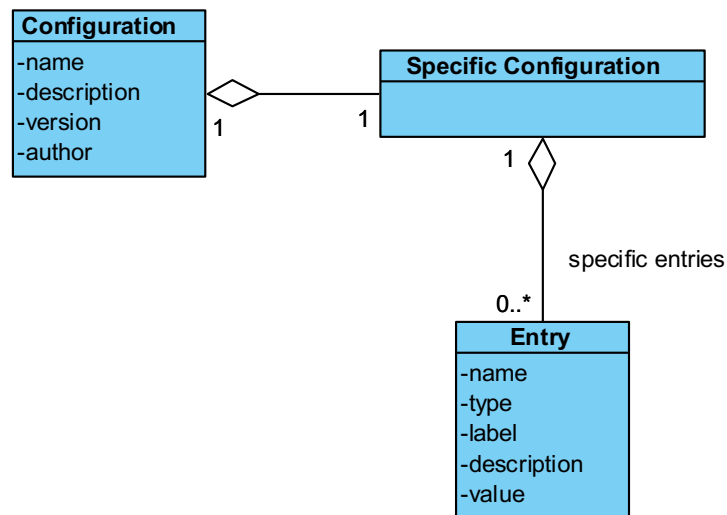 Configuration
-name
-description
-version
-author
1
1
Specific Configuration
1
specific entries
0..*
Entry
-name
-type
-label
-description
-value